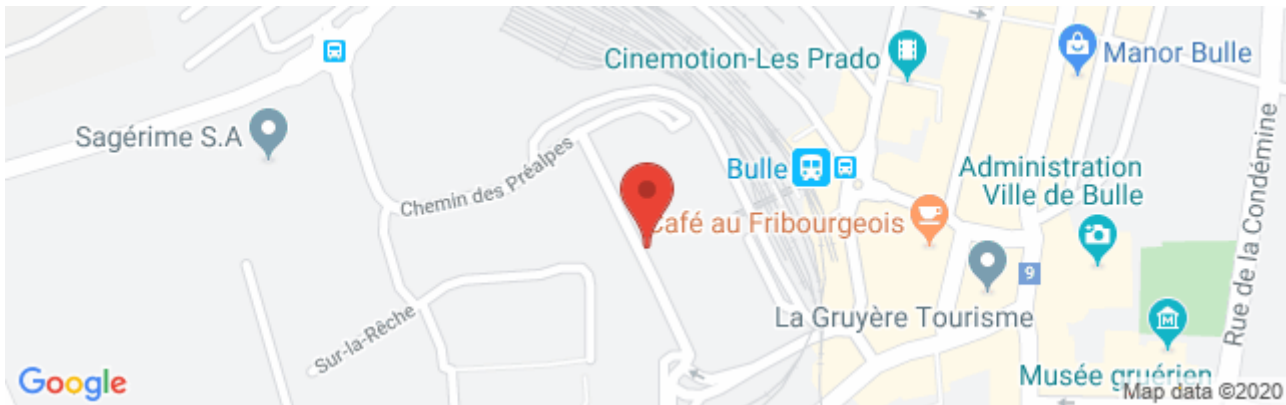 Cinemotion-Les Prado
Manor Bulle
Sagérime S.A
Rue de la Condémine
Chemin des Préalpes
Bulle
Administration
Ville de Bulle
Café au Fribourgeois
9
Sur-la-Rêche
La Gruyère Tourisme
Musée gruérien
Google
Map data ©2020